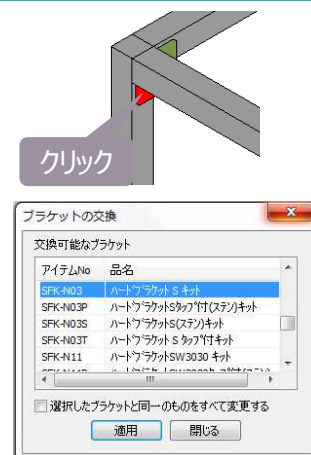 クリック
ブラケットの交換
交換可能なブラケット
アイテムNo 品名
SFK-N03 ハードブラケット S キット
SFK-N03P ハードブラケットSタップ付(ステン)キット
SFK-N03S ハードブラケットS(ステン)キット
SFK-N03T ハードブラケット S タップ付キット
SFK-N11 ハードブラケットSW3030 キット
選択したブラケットと同一のものをすべて変更する
適用 閉じる